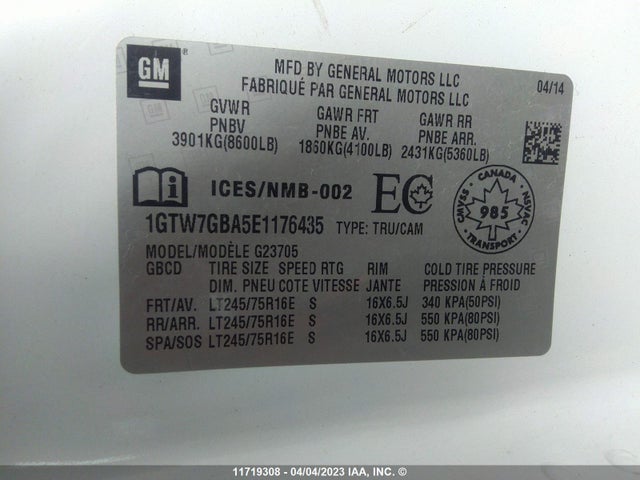 GM
MFD BY GENERAL MOTORS LLC
FABRIQUÉ PAR GENERAL MOTORS LLC
04/14
GVWR GAWR FRT GAWR RR
PNBV PNBE AV. PNBE ARR.
3901KG(8600LB) 1860KG(4100LB) 2431KG(5360LB)
ICES/NMB-002 EC
CANADA
CMVSS 985 NSVAC
TRANSPORT
1GTW7GBA5E1176435 TYPE: TRU/CAM
MODEL/MODÈLE G23705
GBCD TIRE SIZE SPEED RTG RIM COLD TIRE PRESSURE
DIM. PNEU COTE VITESSE JANTE PRESSION À FROID
FRT/AV. LT245/75R16E S 16X6.5J 340 KPA(50PSI)
RR/ARR. LT245/75R16E S 16X6.5J 550 KPA(80PSI)
SPA/SOS LT245/75R16E S 16X6.5J 550 KPA(80PSI)
11719308 - 04/04/2023 IAA, INC. ©